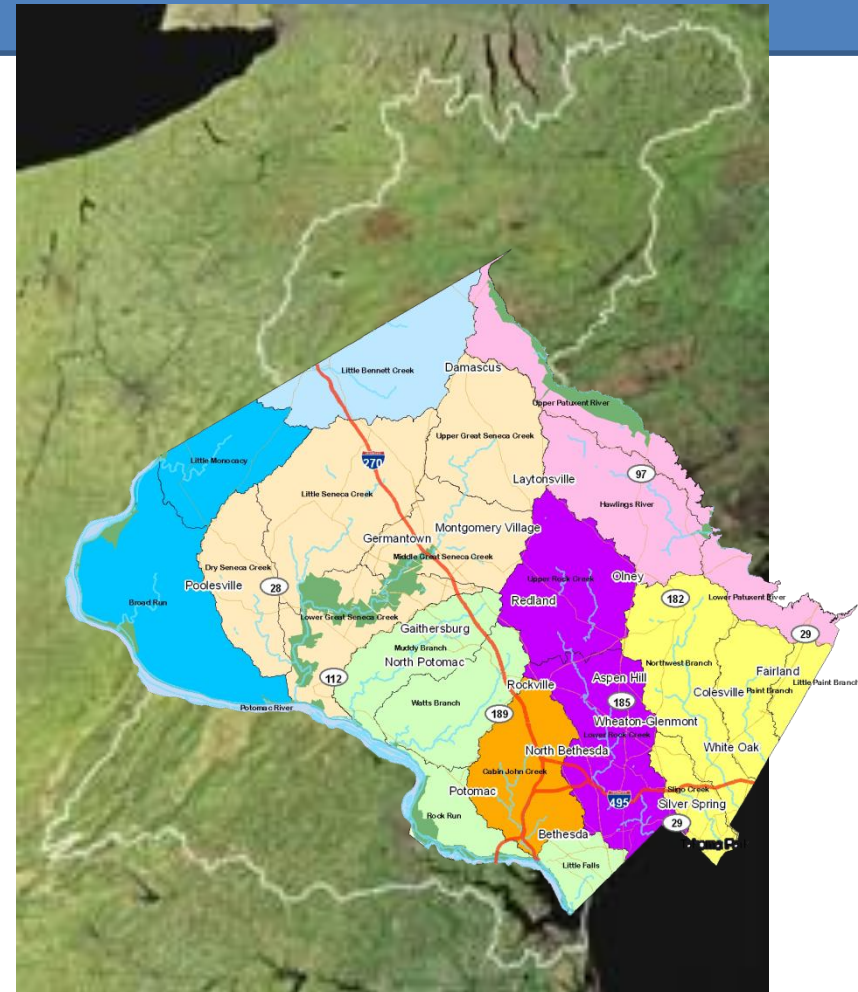 Little Bennett Creek
Damascus
Upper Patuxent River
Upper Great Seneca Creek
Little Monocacy
270
97
Laytonsville
Little Seneca Creek
Hawlings River
Montgomery Village
Germantown
Middle Great Seneca Creek
Dry Seneca Creek
Upper Rock Creek
Olney
Poolesville
28
182
Lower Patuxent River
Broad Run
Redland
Lower Great Seneca Creek
Gaithersburg
29
Muddy Branch
North Potomac
Northwest Branch
Fairland
112
Rockville
Aspen Hill
Little Paint Branch
Colesville
Paint Branch
Watts Branch
185
Potomac River
189
Wheaton-Glenmont
Lower Rock Creek
White Oak
North Bethesda
Cabin John Creek
Potomac
Sligo Creek
495
Silver Spring
Rock Run
29
Bethesda
Little Falls